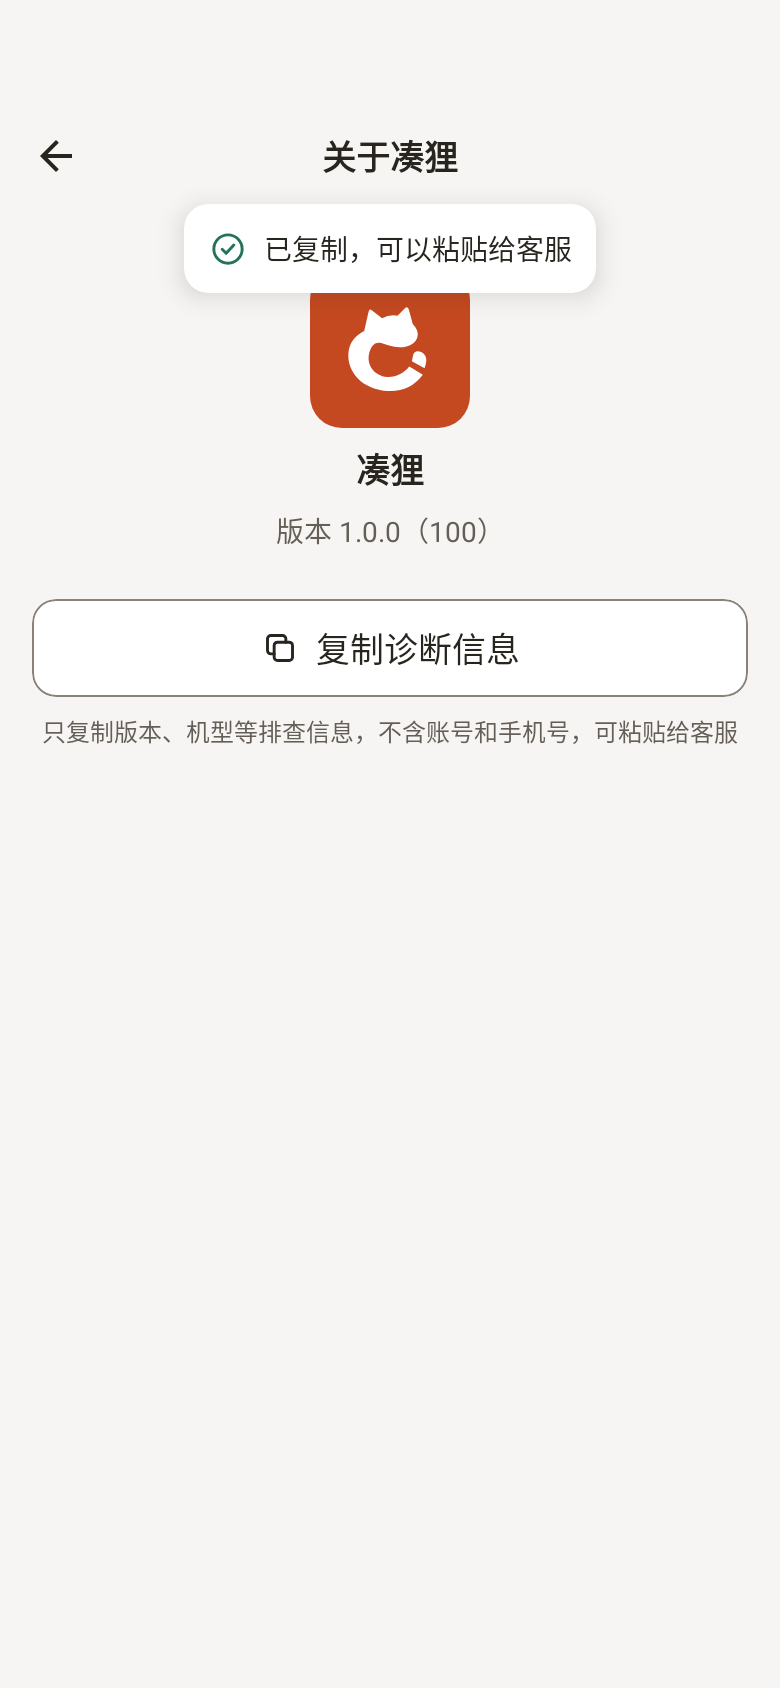 关于凑狸
已复制，可以粘贴给客服
凑狸
版本 1.0.0（100）
复制诊断信息
只复制版本、机型等排查信息，不含账号和手机号，可粘贴给客服